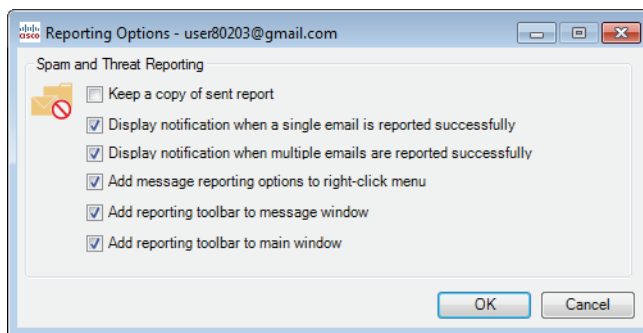 cisco
Reporting Options - user80203@gmail.com
Spam and Threat Reporting
Keep a copy of sent report
Display notification when a single email is reported successfully
Display notification when multiple emails are reported successfully
Add message reporting options to right-click menu
Add reporting toolbar to message window
Add reporting toolbar to main window
OK
Cancel